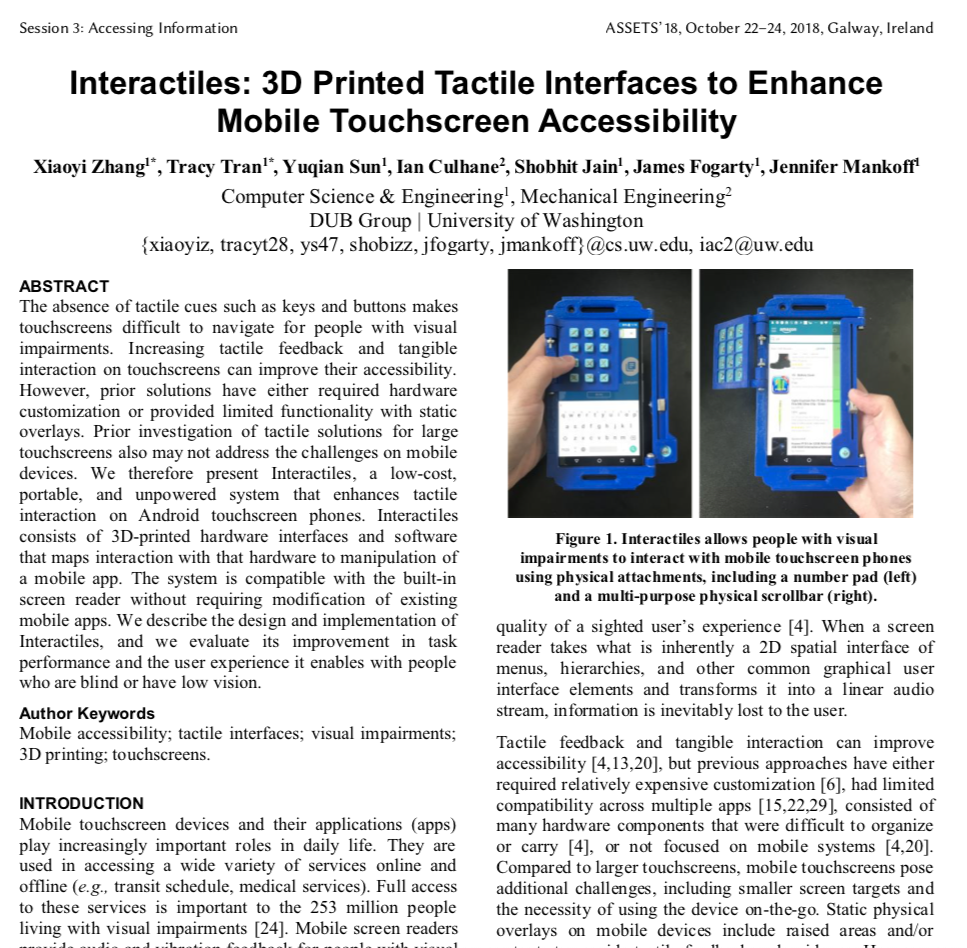 Session 3: Accessing Information
ASSETS'18, October 22–24, 2018, Galway, Ireland
Interactiles: 3D Printed Tactile Interfaces to Enhance
Mobile Touchscreen Accessibility
Xiaoyi Zhang1*, Tracy Tran1*, Yuqian Sun1, Ian Culhane2, Shobhit Jain1, James Fogarty1, Jennifer Mankoff1
Computer Science & Engineering1, Mechanical Engineering2
DUB Group | University of Washington
{xiaoyiz, tracyt28, ys47, shobizz, jfogarty, jmankoff}@cs.uw.edu, iac2@uw.edu
ABSTRACT
The absence of tactile cues such as keys and buttons makes
touchscreens difficult to navigate for people with visual
impairments. Increasing tactile feedback and tangible
interaction on touchscreens can improve their accessibility.
However, prior solutions have either required hardware
customization or provided limited functionality with static
overlays. Prior investigation of tactile solutions for large
touchscreens also may not address the challenges on mobile
devices. We therefore present Interactiles, a low-cost,
portable, and unpowered system that enhances tactile
interaction on Android touchscreen phones. Interactiles
consists of 3D-printed hardware interfaces and software
that maps interaction with that hardware to manipulation of
a mobile app. The system is compatible with the built-in
screen reader without requiring modification of existing
mobile apps. We describe the design and implementation of
Interactiles, and we evaluate its improvement in task
performance and the user experience it enables with people
who are blind or have low vision.
Author Keywords
Mobile accessibility; tactile interfaces; visual impairments;
3D printing; touchscreens.
INTRODUCTION
Mobile touchscreen devices and their applications (apps)
play increasingly important roles in daily life. They are
used in accessing a wide variety of services online and
offline (e.g., transit schedule, medical services). Full access
to these services is important to the 253 million people
living with visual impairments [24]. Mobile screen readers
provide audio and vibration feedback for people with visual
amazon
Figure 1. Interactiles allows people with visual
impairments to interact with mobile touchscreen phones
using physical attachments, including a number pad (left)
and a multi-purpose physical scrollbar (right).
quality of a sighted user's experience [4]. When a screen
reader takes what is inherently a 2D spatial interface of
menus, hierarchies, and other common graphical user
interface elements and transforms it into a linear audio
stream, information is inevitably lost to the user.
Tactile feedback and tangible interaction can improve
accessibility [4,13,20], but previous approaches have either
required relatively expensive customization [6], had limited
compatibility across multiple apps [15,22,29], consisted of
many hardware components that were difficult to organize
or carry [4], or not focused on mobile systems [4,20].
Compared to larger touchscreens, mobile touchscreens pose
additional challenges, including smaller screen targets and
the necessity of using the device on-the-go. Static physical
overlays on mobile devices include raised areas and/or